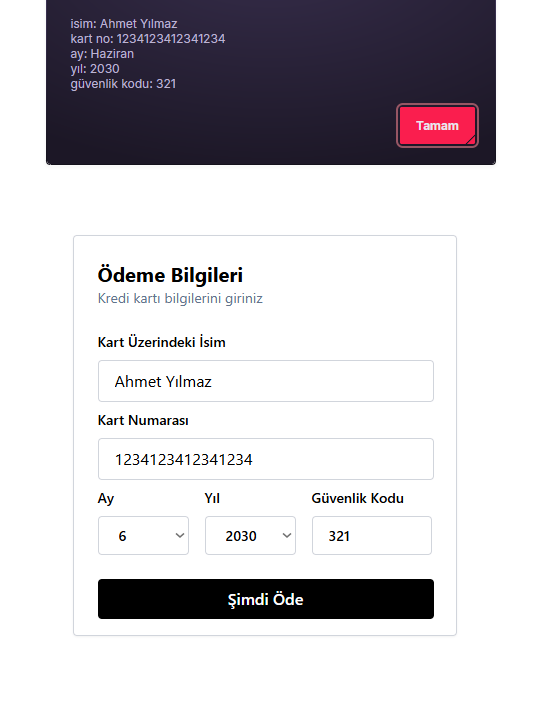 isim: Ahmet Yılmaz
kart no: 1234123412341234
ay: Haziran
yıl: 2030
güvenlik kodu: 321
Tamam
Ödeme Bilgileri
Kredi kartı bilgilerini giriniz
Kart Üzerindeki İsim
Ahmet Yılmaz
Kart Numarası
1234123412341234
Ay Yıl Güvenlik Kodu
6 2030 321
Şimdi Öde